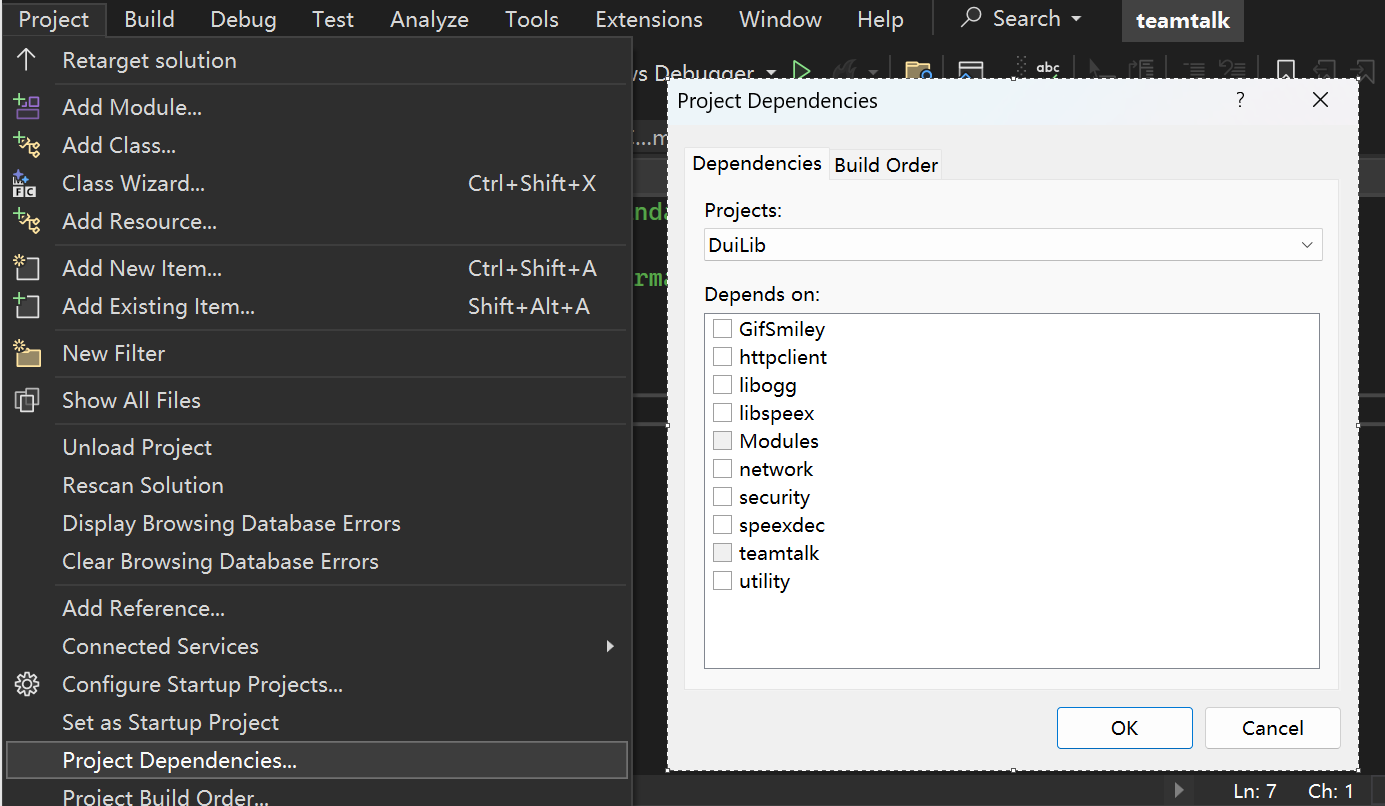 Project Build Debug Test Analyze Tools Extensions Window Help Search teamtalk
Retarget solution
Debugger
abc
Add Module...
Add Class...
Class Wizard... Ctrl+Shift+X
Add Resource...
Add New Item... Ctrl+Shift+A
Add Existing Item... Shift+Alt+A
New Filter
Show All Files
Unload Project
Rescan Solution
Display Browsing Database Errors
Clear Browsing Database Errors
Add Reference...
Connected Services
Configure Startup Projects...
Set as Startup Project
Project Dependencies...
Project Build Order...
Project Dependencies ?
Dependencies Build Order
Projects:
DuiLib
Depends on:
GifSmiley
httpclient
libogg
libspeex
Modules
network
security
speexdec
teamtalk
utility
OK Cancel
Ln: 7 Ch: 1